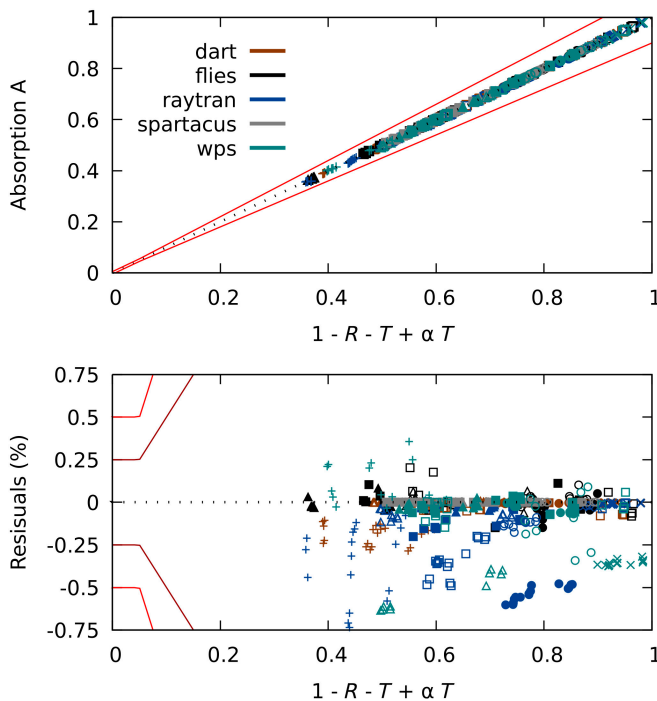 1
0.8
0.6
0.4
0.2
0
Absorption A
dart
flies
raytran
spartacus
wps
0 0.2 0.4 0.6 0.8 1
1 - R - T + α T
0.75
0.5
0.25
0
-0.25
-0.5
-0.75
Resisuals (%)
0 0.2 0.4 0.6 0.8 1
1 - R - T + α T